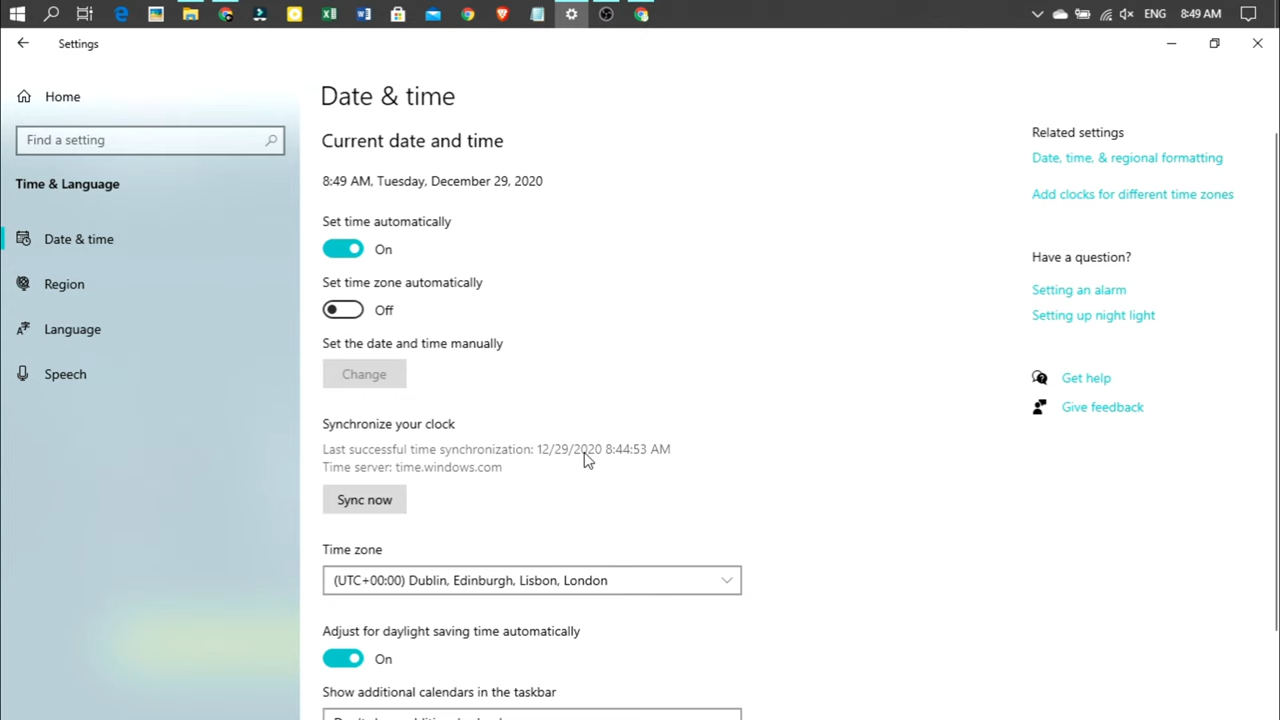 ENG
8:49 AM
Settings
Home
Find a setting
Time & Language
Date & time
Region
Language
Speech
Date & time
Current date and time
8:49 AM, Tuesday, December 29, 2020
Set time automatically
On
Set time zone automatically
Off
Set the date and time manually
Change
Synchronize your clock
Last successful time synchronization: 12/29/2020 8:44:53 AM
Time server: time.windows.com
Sync now
Time zone
(UTC+00:00) Dublin, Edinburgh, Lisbon, London
Adjust for daylight saving time automatically
On
Show additional calendars in the taskbar
Related settings
Date, time, & regional formatting
Add clocks for different time zones
Have a question?
Setting an alarm
Setting up night light
Get help
Give feedback